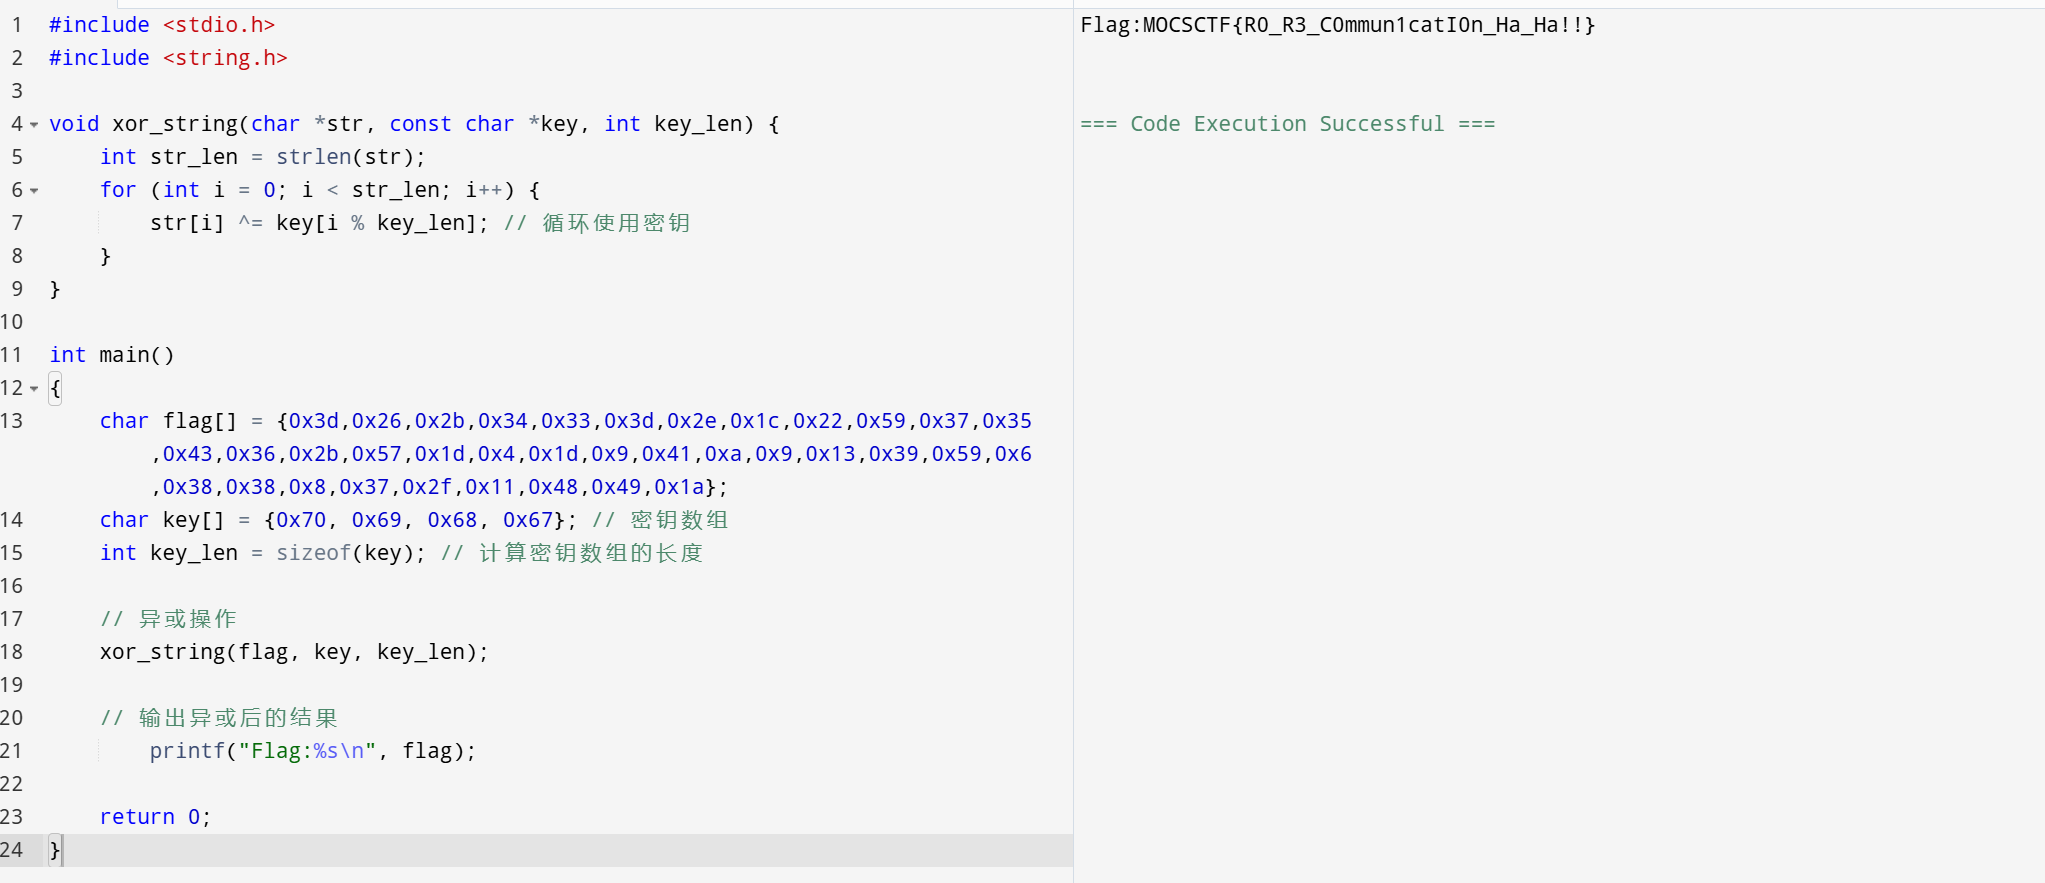 1 #include <stdio.h>
2 #include <string.h>
3
4 void xor_string(char *str, const char *key, int key_len) {
5     int str_len = strlen(str);
6     for (int i = 0; i < str_len; i++) {
7         str[i] ^= key[i % key_len]; // 循环使用密钥
8     }
9 }
10
11 int main()
12 {
13     char flag[] = {0x3d,0x26,0x2b,0x34,0x33,0x3d,0x2e,0x1c,0x22,0x59,0x37,0x35
,0x43,0x36,0x2b,0x57,0x1d,0x4,0x1d,0x9,0x41,0xa,0x9,0x13,0x39,0x59,0x6
,0x38,0x38,0x8,0x37,0x2f,0x11,0x48,0x49,0x1a};
14     char key[] = {0x70, 0x69, 0x68, 0x67}; // 密钥数组
15     int key_len = sizeof(key); // 计算密钥数组的长度
16
17     // 异或操作
18     xor_string(flag, key, key_len);
19
20     // 输出异或后的结果
21         printf("Flag:%s\n", flag);
22
23     return 0;
24 }
Flag:MOCSCTF{R0_R3_C0mmun1catI0n_Ha_Ha!!}
=== Code Execution Successful ===